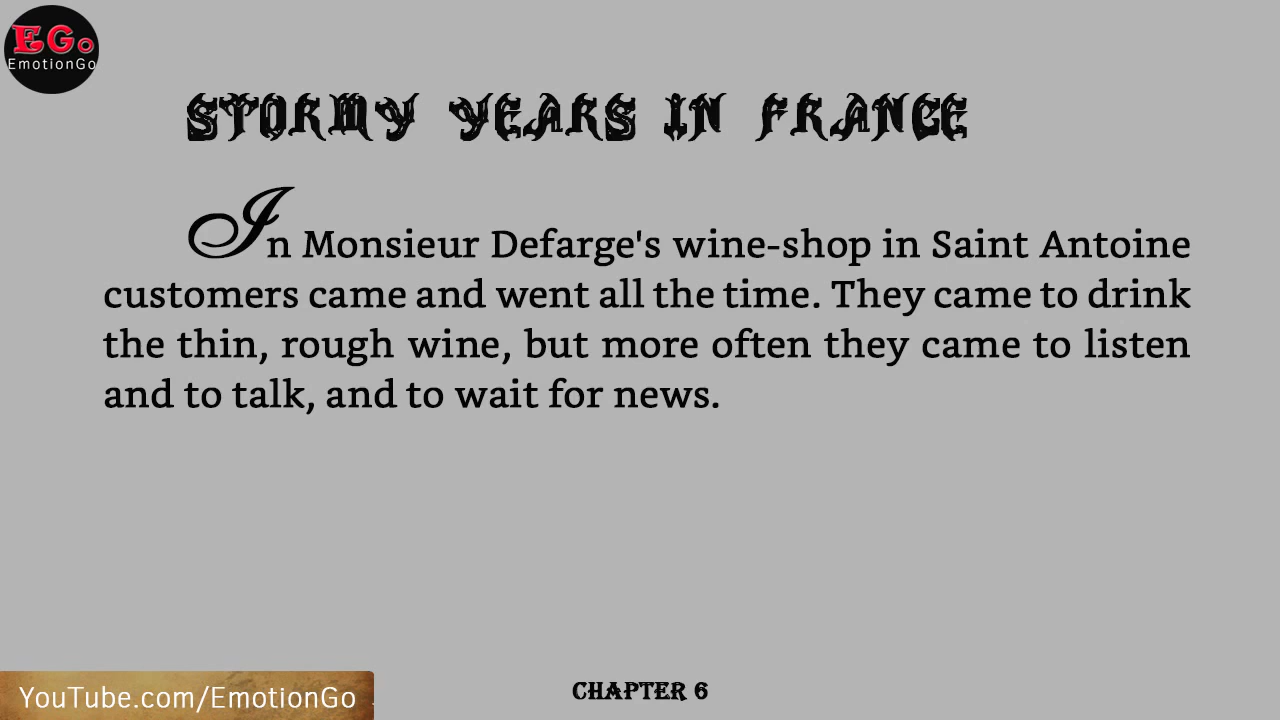 EGo
EmotionGo
STORMY YEARS IN FRANCE
In Monsieur Defarge's wine-shop in Saint Antoine
customers came and went all the time. They came to drink
the thin, rough wine, but more often they came to listen
and to talk, and to wait for news.
YouTube.com/EmotionGo
CHAPTER 6